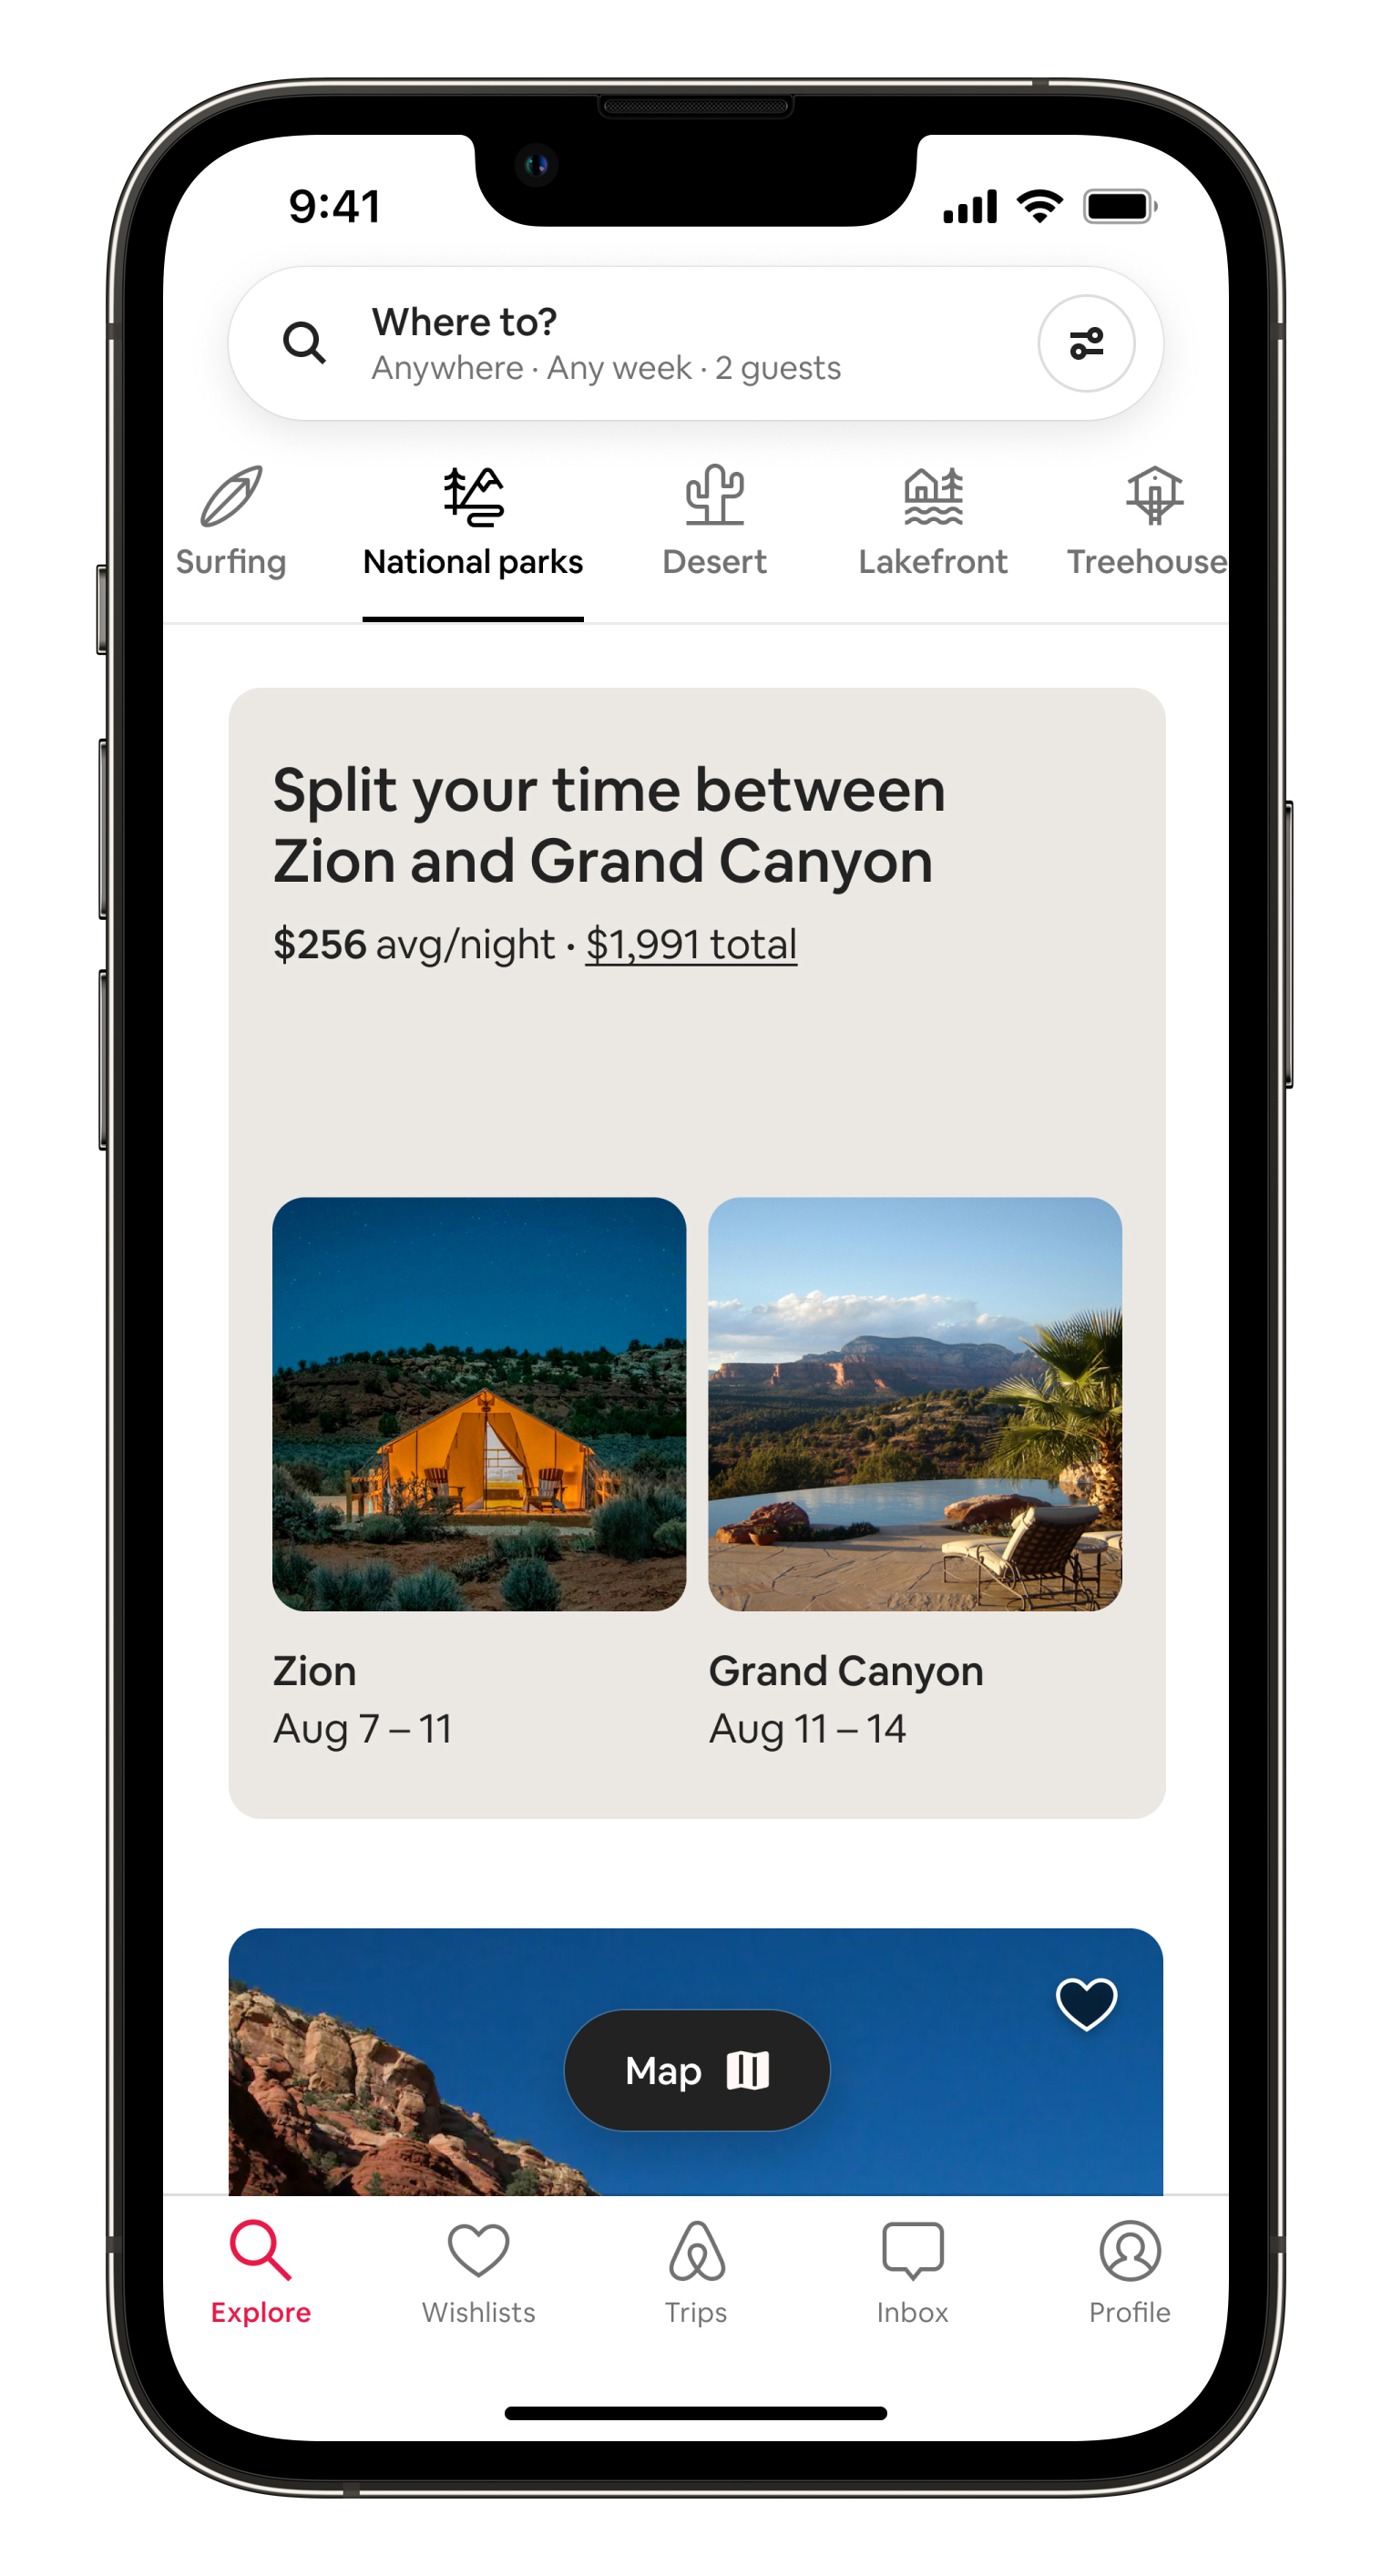 9:41
Where to?
Anywhere · Any week · 2 guests
Surfing
National parks
Desert
Lakefront
Treehouse
Split your time between
Zion and Grand Canyon
$256 avg/night · $1,991 total
Zion
Aug 7 – 11
Grand Canyon
Aug 11 – 14
Map
Explore
Wishlists
Trips
Inbox
Profile